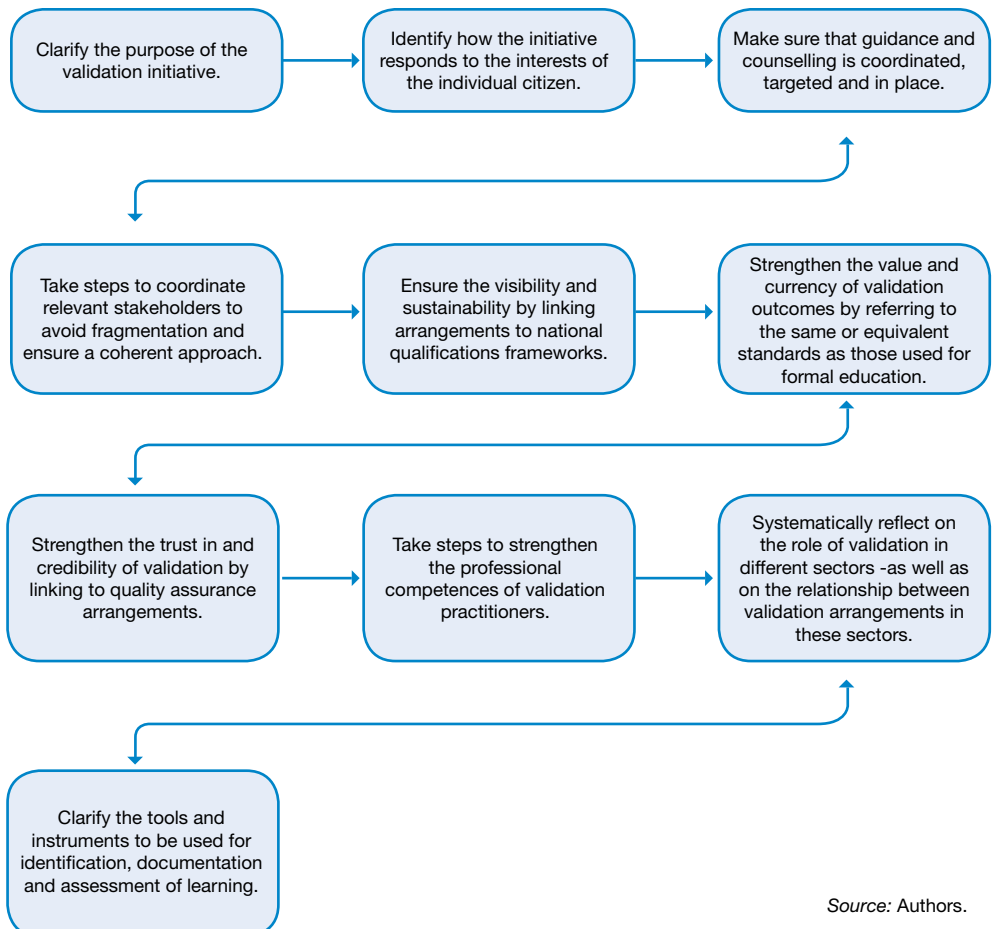 Clarify the purpose of the
validation initiative.
Identify how the initiative
responds to the interests of
the individual citizen.
Make sure that guidance and
counselling is coordinated,
targeted and in place.
Take steps to coordinate
relevant stakeholders to
avoid fragmentation and
ensure a coherent approach.
Ensure the visibility and
sustainability by linking
arrangements to national
qualifications frameworks.
Strengthen the value and
currency of validation
outcomes by referring to
the same or equivalent
standards as those used for
formal education.
Strengthen the trust in and
credibility of validation by
linking to quality assurance
arrangements.
Take steps to strengthen
the professional
competences of validation
practitioners.
Systematically reflect on
the role of validation in
different sectors -as well as
on the relationship between
validation arrangements in
these sectors.
Clarify the tools and
instruments to be used for
identification, documentation
and assessment of learning.
Source: Authors.